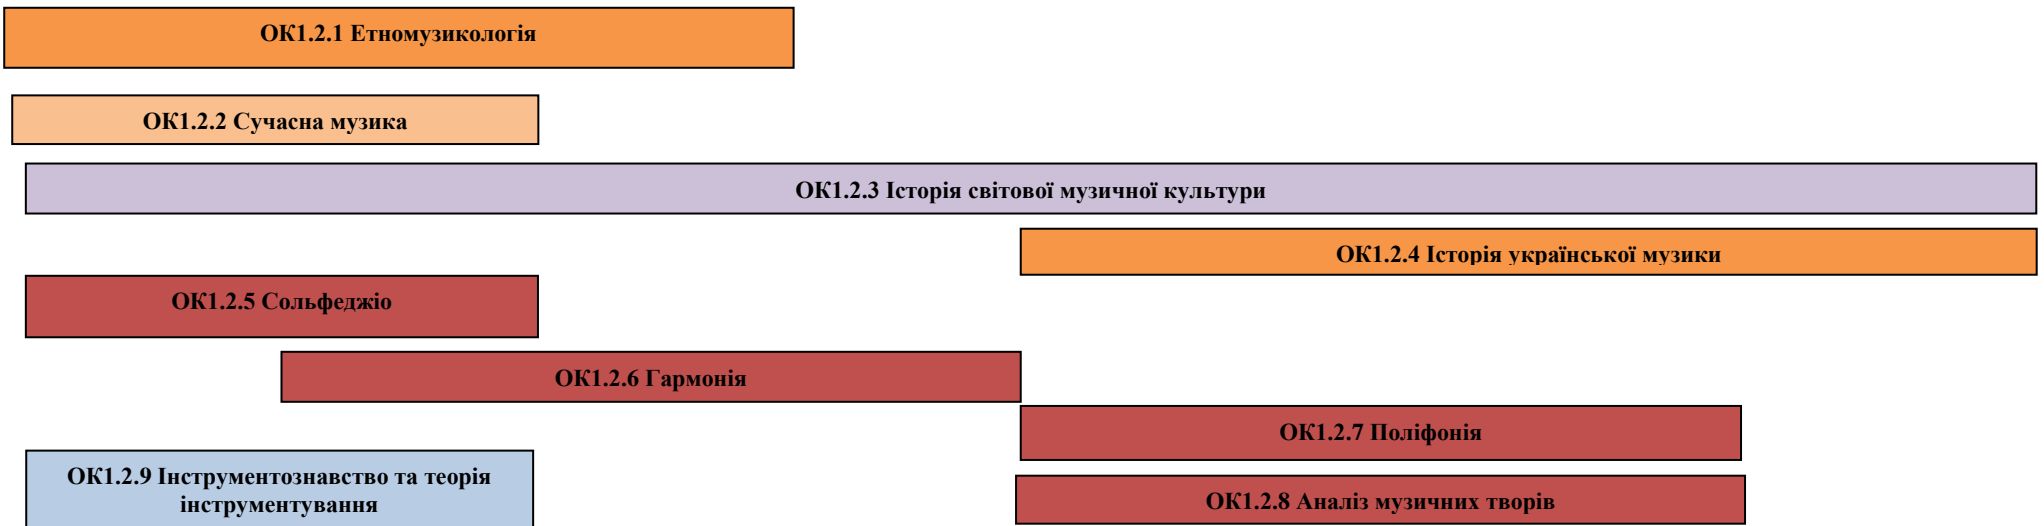 ОК1.2.1 Етномузикологія
ОК1.2.2 Сучасна музика
ОК1.2.3 Історія світової музичної культури
ОК1.2.4 Історія української музики
ОК1.2.5 Сольфеджіо
ОК1.2.6 Гармонія
ОК1.2.7 Поліфонія
ОК1.2.9 Інструментознавство та теорія
інструментування
ОК1.2.8 Аналіз музичних творів